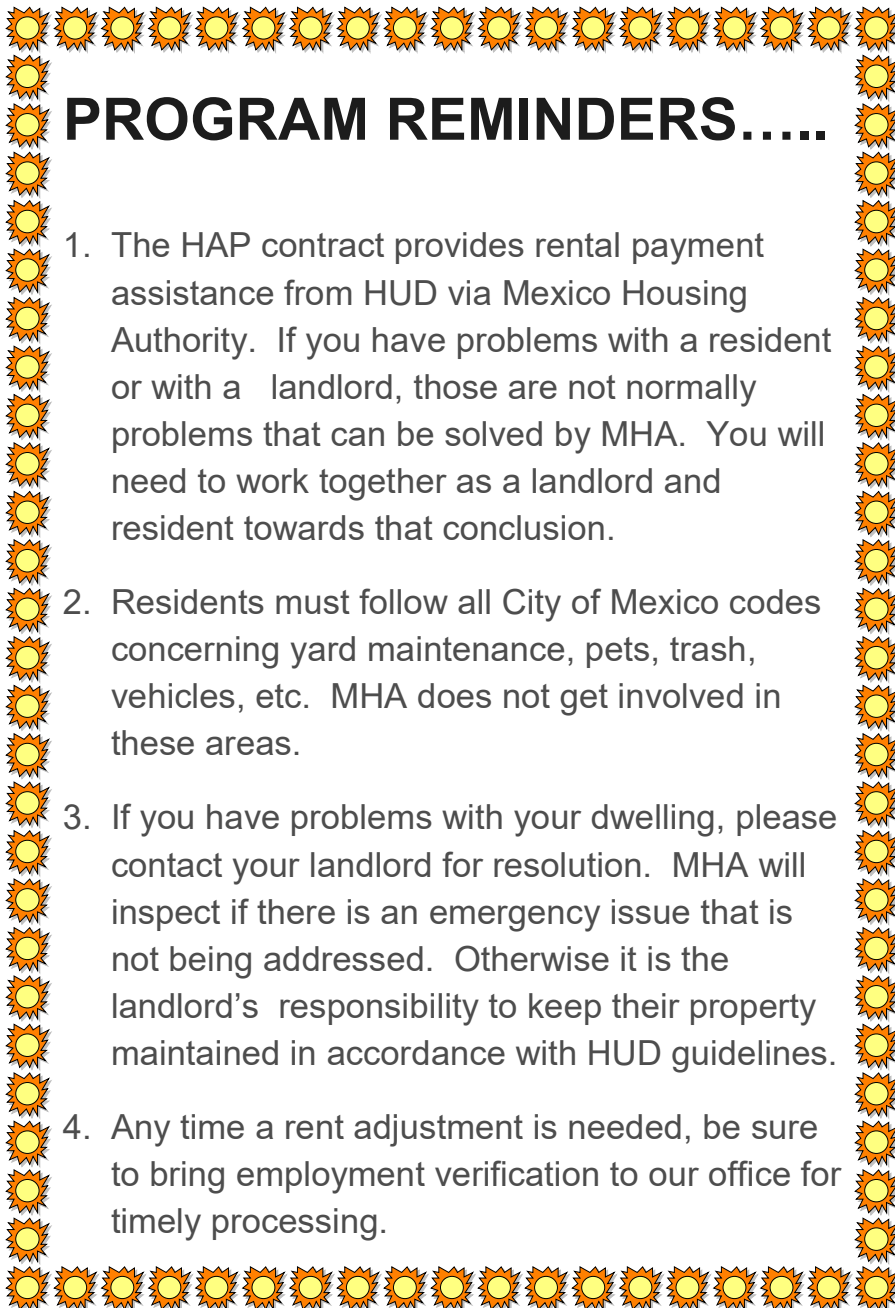 PROGRAM REMINDERS…..
1. The HAP contract provides rental payment
assistance from HUD via Mexico Housing
Authority.  If you have problems with a resident
or with a   landlord, those are not normally
problems that can be solved by MHA.  You will
need to work together as a landlord and
resident towards that conclusion.
2. Residents must follow all City of Mexico codes
concerning yard maintenance, pets, trash,
vehicles, etc.  MHA does not get involved in
these areas.
3. If you have problems with your dwelling, please
contact your landlord for resolution.  MHA will
inspect if there is an emergency issue that is
not being addressed.  Otherwise it is the
landlord’s  responsibility to keep their property
maintained in accordance with HUD guidelines.
4. Any time a rent adjustment is needed, be sure
to bring employment verification to our office for
timely processing.